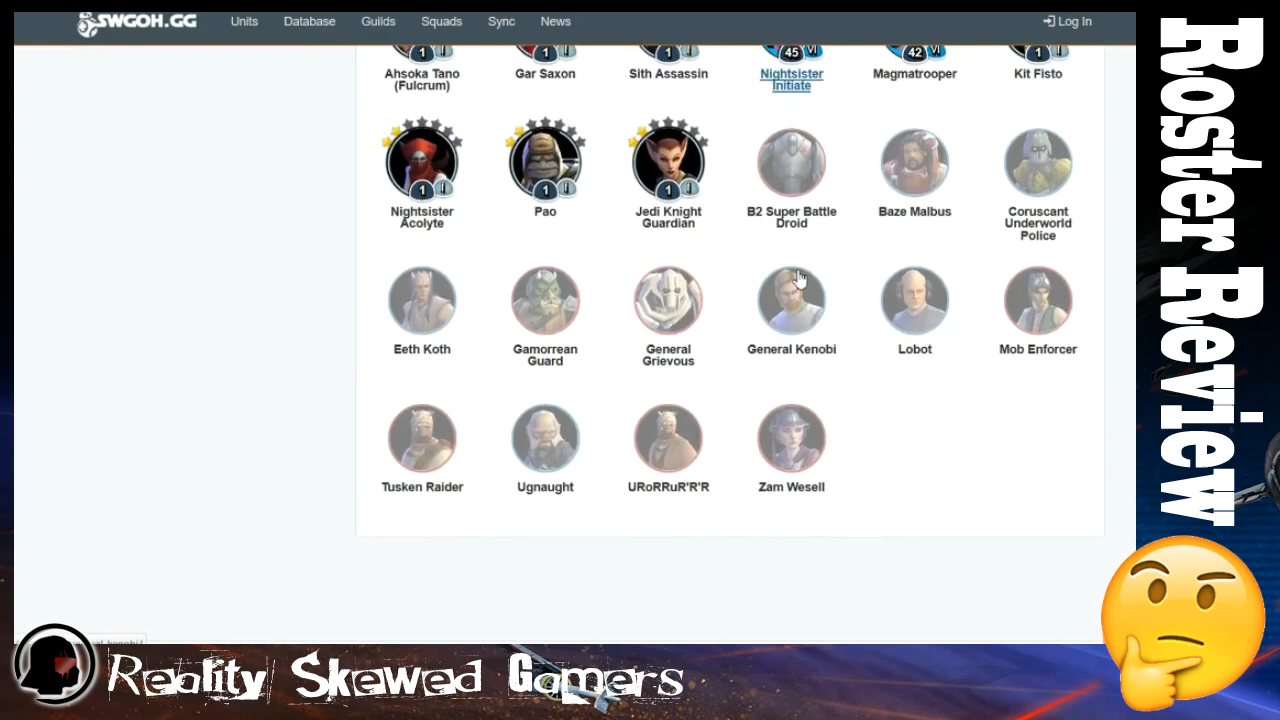 SWGOH.GG Units Database Guilds Squads Sync News Log In
1 I 1 I 1 I 45 VI 42 VI 1 I
Ahsoka Tano (Fulcrum)
Gar Saxon
Sith Assassin
Nightsister Initiate
Magmatrooper
Kit Fisto
1 I 1 I 1 I
Nightsister Acolyte
Pao
Jedi Knight Guardian
B2 Super Battle Droid
Baze Malbus
Coruscant Underworld Police
Eeth Koth
Gamorrean Guard
General Grievous
General Kenobi
Lobot
Mob Enforcer
Tusken Raider
Ugnaught
URoRRuR'R'R
Zam Wesell
Roster Review
Reality Skewed Gamers